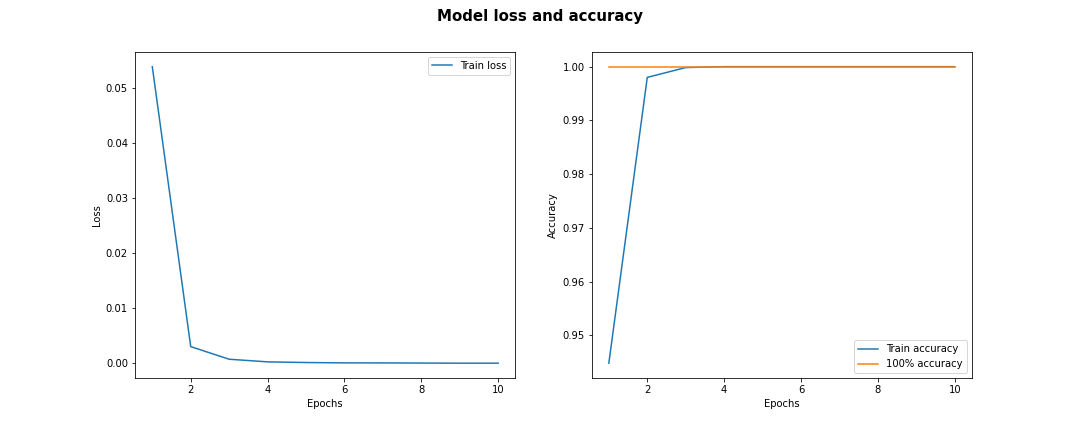 Model loss and accuracy
Train loss
0.05
0.04
0.03
0.02
0.01
0.00
Loss
2
4
6
8
10
Epochs
1.00
0.99
0.98
0.97
0.96
0.95
Accuracy
Train accuracy
100% accuracy
2
4
6
8
10
Epochs